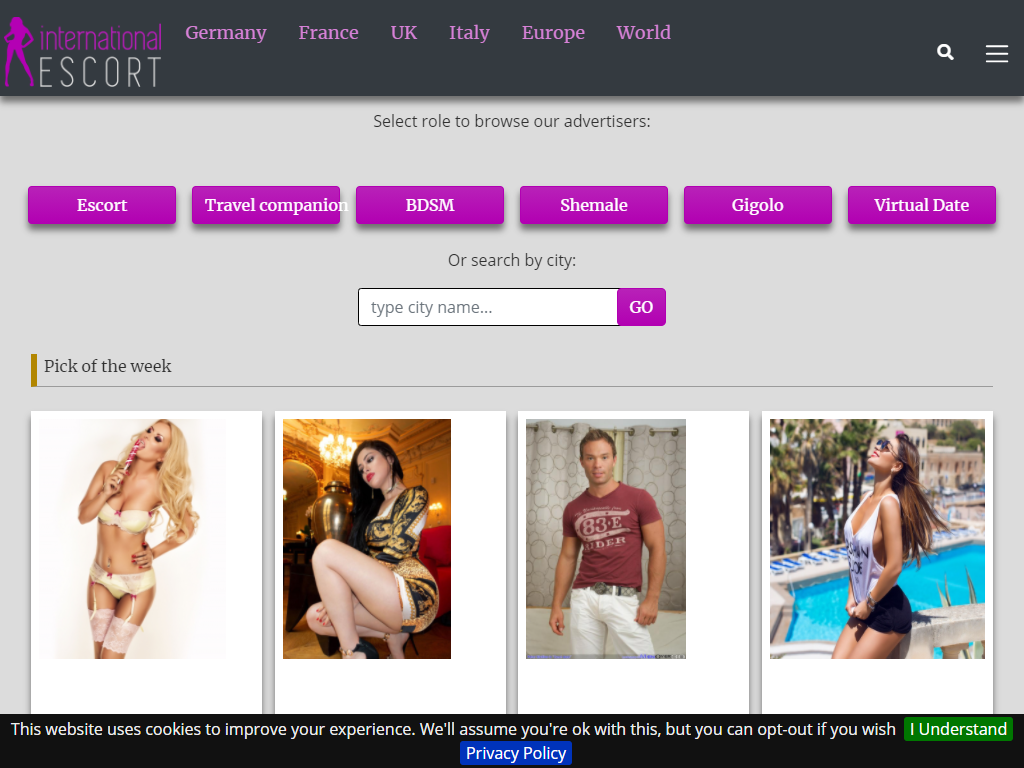 international
ESCORT
Germany France UK Italy Europe World
Select role to browse our advertisers:
Escort Travel companion BDSM Shemale Gigolo Virtual Date
Or search by city:
type city name... GO
Pick of the week
83·E
This website uses cookies to improve your experience. We'll assume you're ok with this, but you can opt-out if you wish I Understand
Privacy Policy